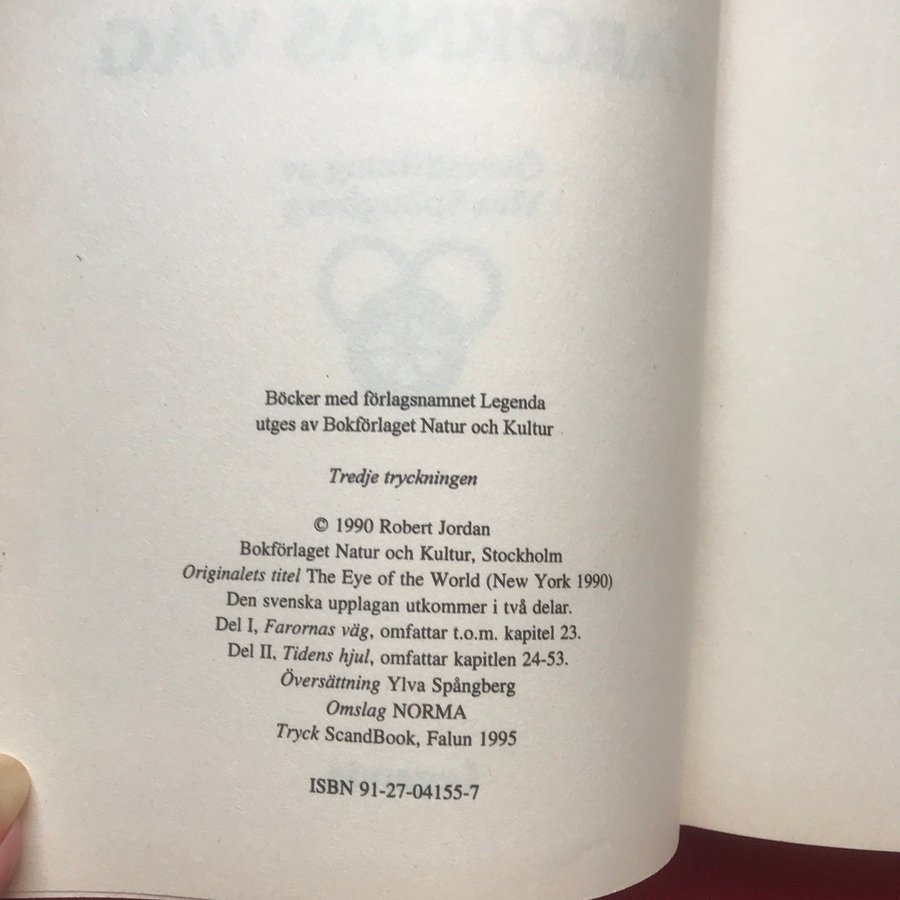 Böcker med förlagsnamnet Legenda
utges av Bokförlaget Natur och Kultur
Tredje tryckningen
© 1990 Robert Jordan
Bokförlaget Natur och Kultur, Stockholm
Originalets titel The Eye of the World (New York 1990)
Den svenska upplagan utkommer i två delar.
Del I, Farornas väg, omfattar t.o.m. kapitel 23.
Del II, Tidens hjul, omfattar kapitlen 24-53.
Översättning Ylva Spångberg
Omslag NORMA
Tryck ScandBook, Falun 1995
ISBN 91-27-04155-7